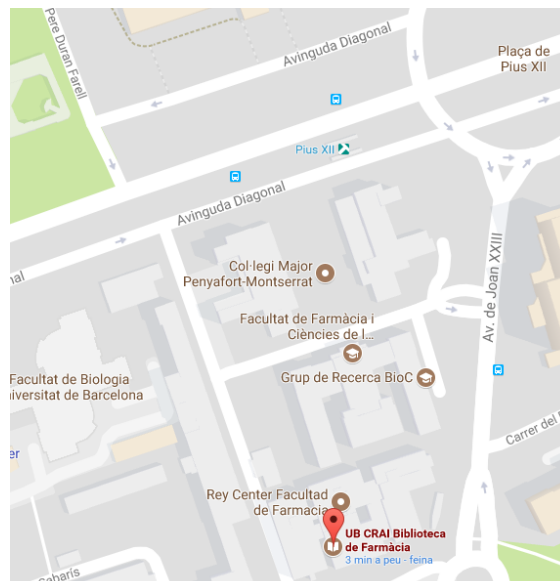 Pere Duran Farell
Avinguda Diagonal
Plaça de
Pius XII
Pius XII
Avinguda Diagonal
Col·legi Major
Penyafort-Montserrat
Av. de Joan XXIII
Facultat de Farmàcia i
Ciències de l...
Facultat de Biologia
niversitat de Barcelona
Grup de Recerca BioC
Carrer del
Rey Center Facultad
de Farmacia
UB CRAI Biblioteca
de Farmàcia
3 min a peu - feina